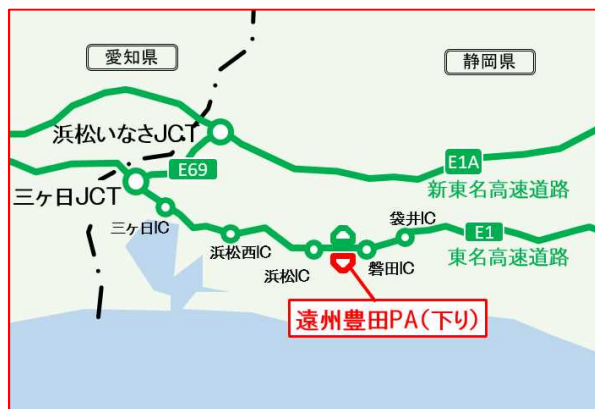 愛知県
静岡県
浜松いなさJCT
E69
E1A
新東名高速道路
三ヶ日JCT
三ヶ日IC
浜松西IC
浜松IC
磐田IC
袋井IC
E1
東名高速道路
遠州豊田PA(下り)